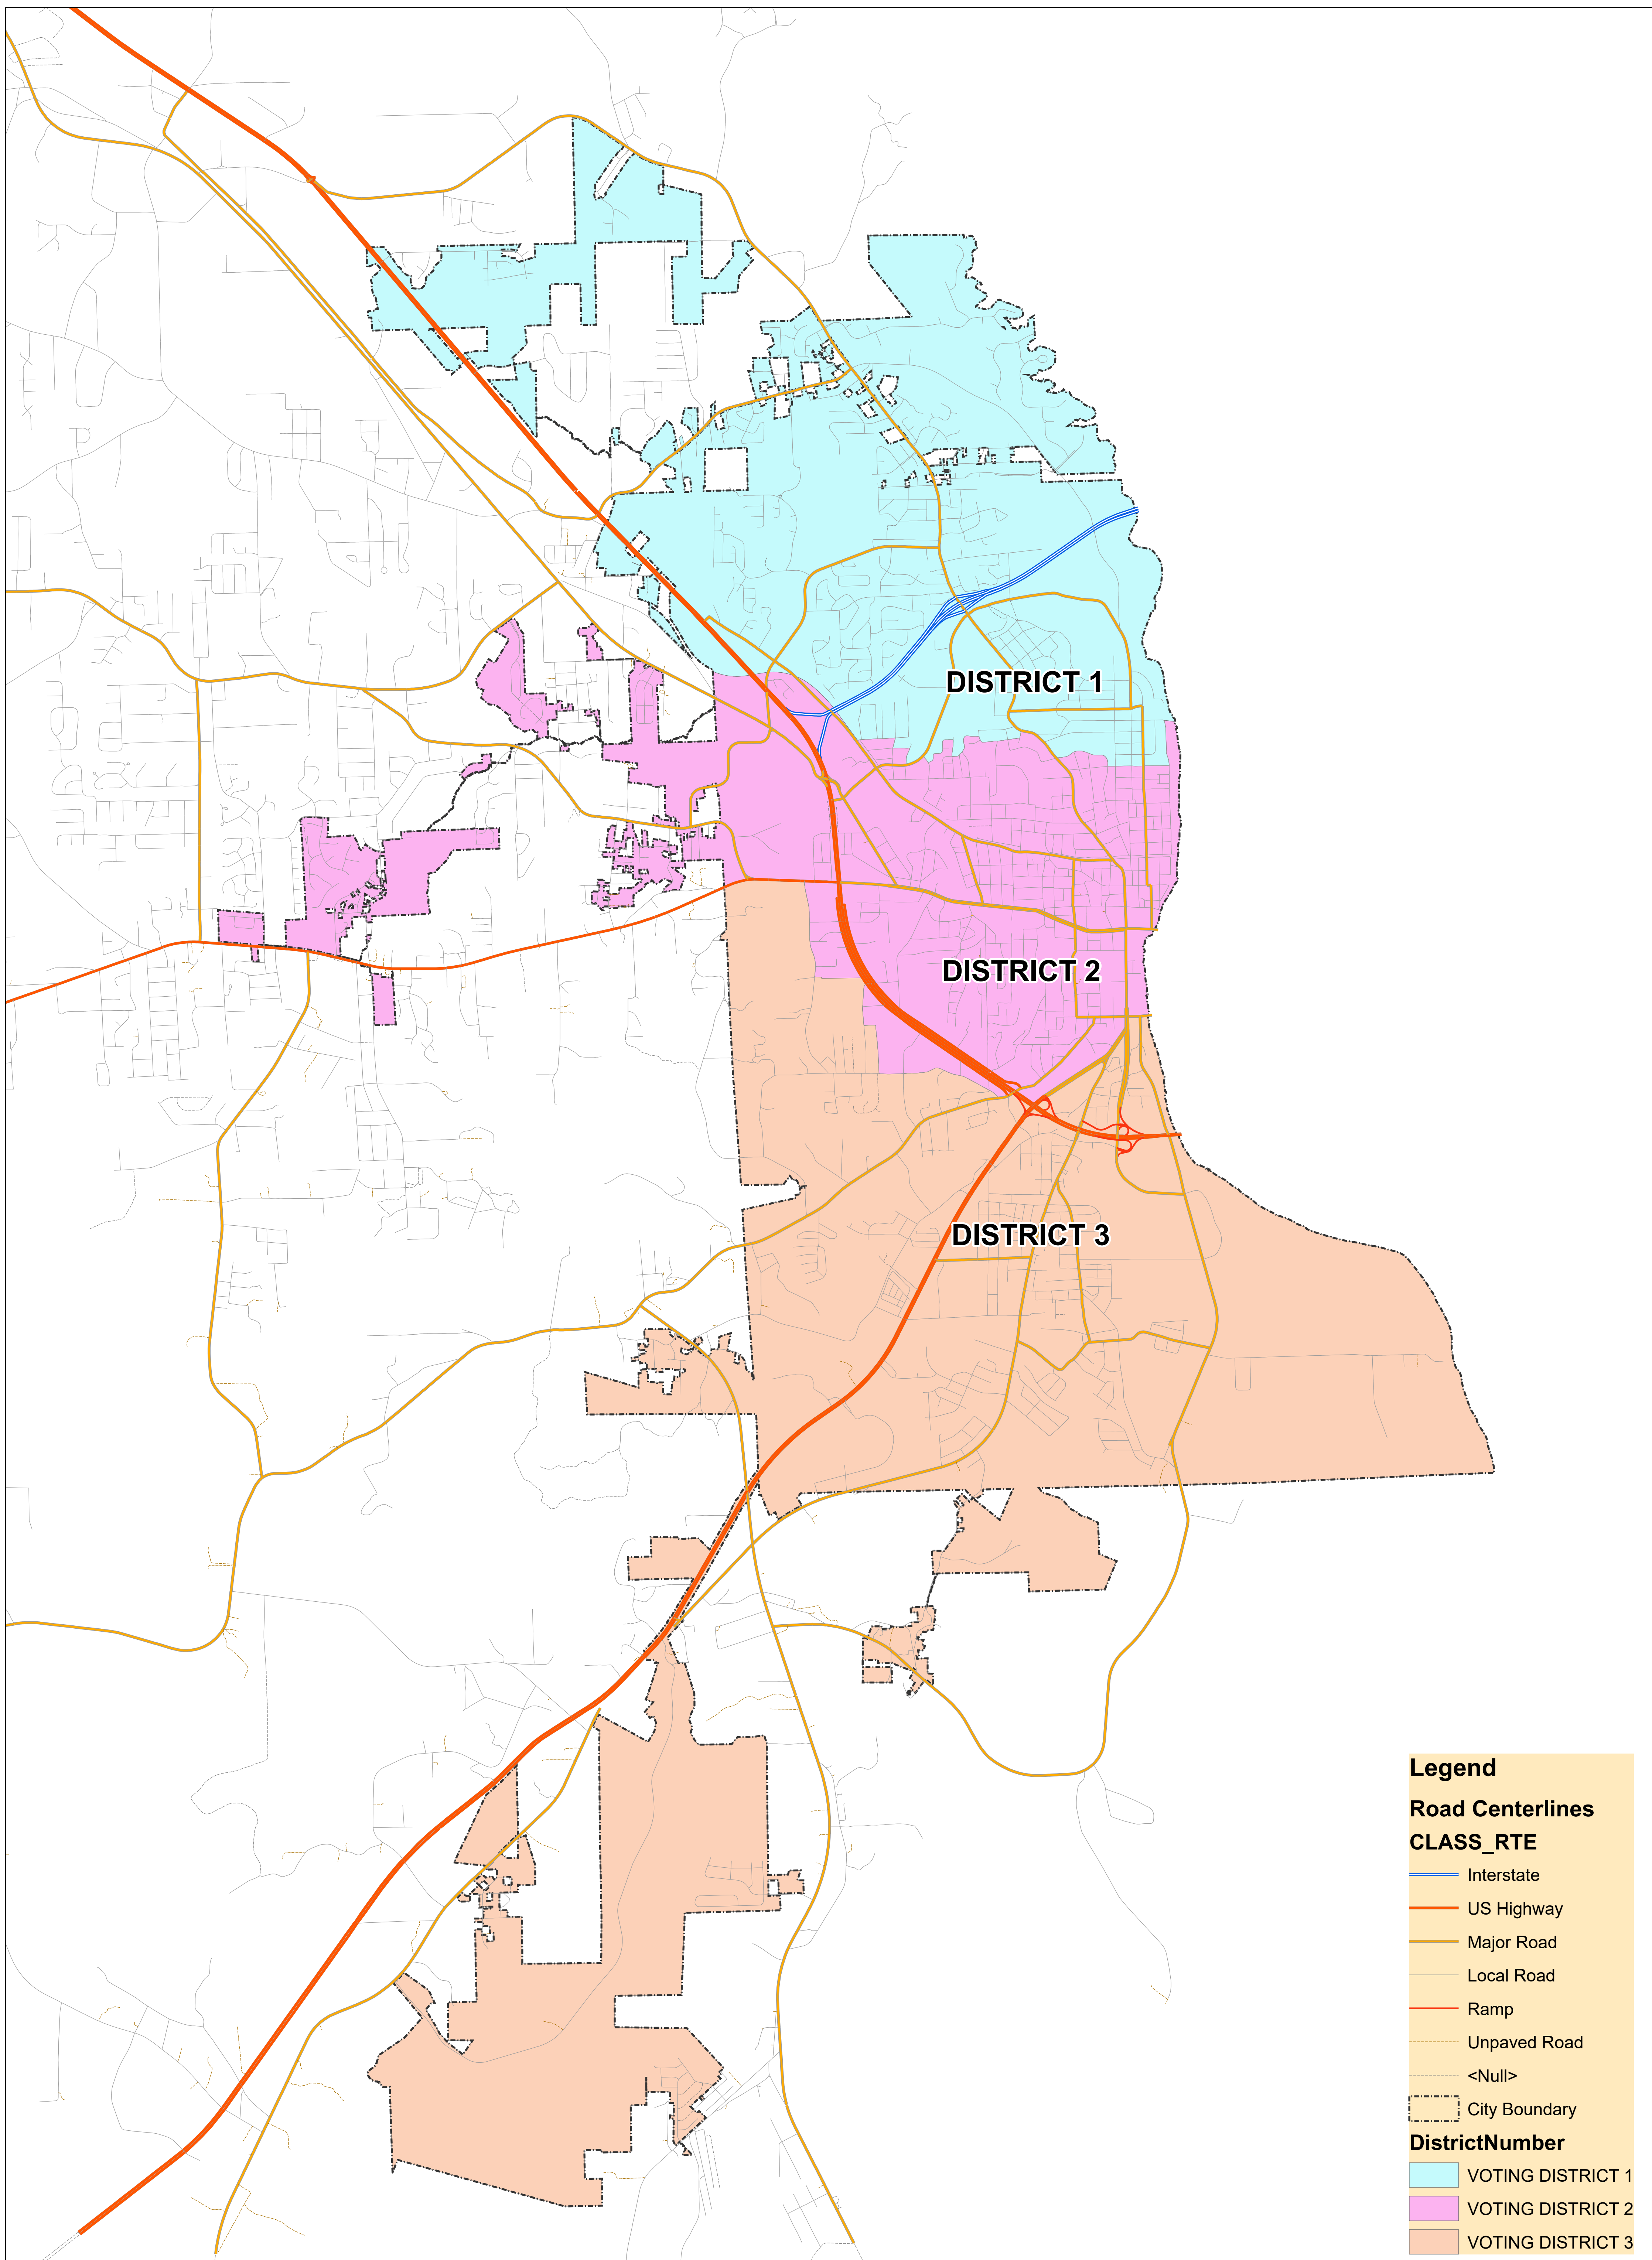 DISTRICT 1
DISTRICT 2
DISTRICT 3
Legend
Road Centerlines
CLASS_RTE
Interstate
US Highway
Major Road
Local Road
Ramp
Unpaved Road
<Null>
City Boundary
DistrictNumber
VOTING DISTRICT 1
VOTING DISTRICT 2
VOTING DISTRICT 3